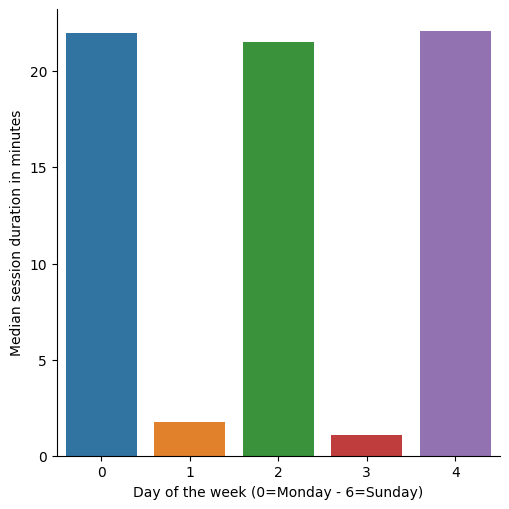 Median session duration in minutes
20
15
10
5
0
0 1 2 3 4
Day of the week (0=Monday - 6=Sunday)